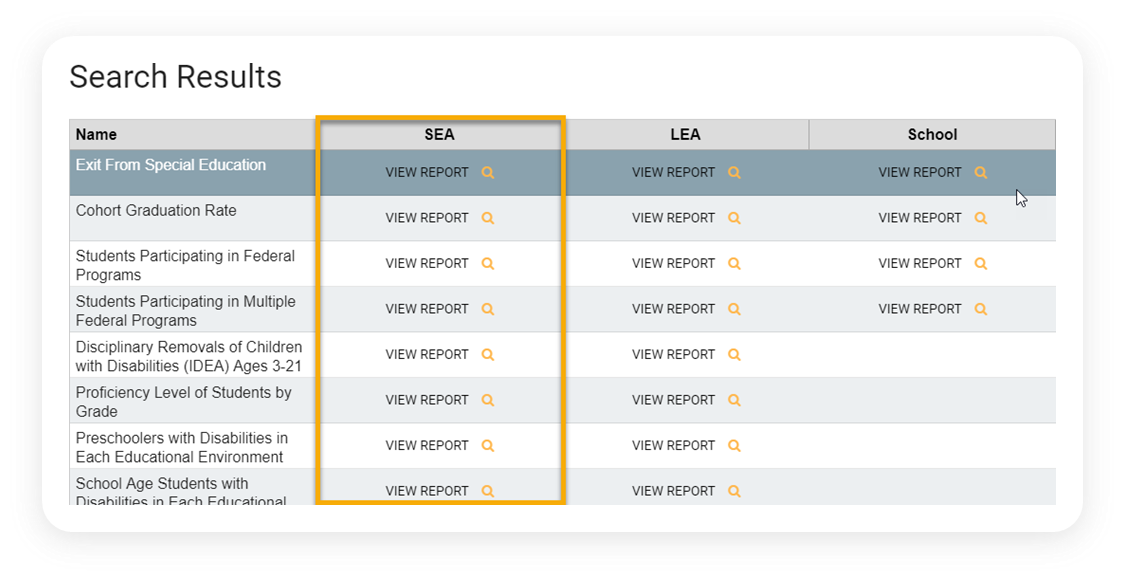 Search Results
Name SEA LEA School
Exit From Special Education VIEW REPORT VIEW REPORT VIEW REPORT
Cohort Graduation Rate VIEW REPORT VIEW REPORT VIEW REPORT
Students Participating in Federal
Programs VIEW REPORT VIEW REPORT VIEW REPORT
Students Participating in Multiple
Federal Programs VIEW REPORT VIEW REPORT VIEW REPORT
Disciplinary Removals of Children
with Disabilities (IDEA) Ages 3-21 VIEW REPORT VIEW REPORT
Proficiency Level of Students by
Grade VIEW REPORT VIEW REPORT
Preschoolers with Disabilities in
Each Educational Environment VIEW REPORT VIEW REPORT
School Age Students with
Disabilities in Each Educational VIEW REPORT VIEW REPORT